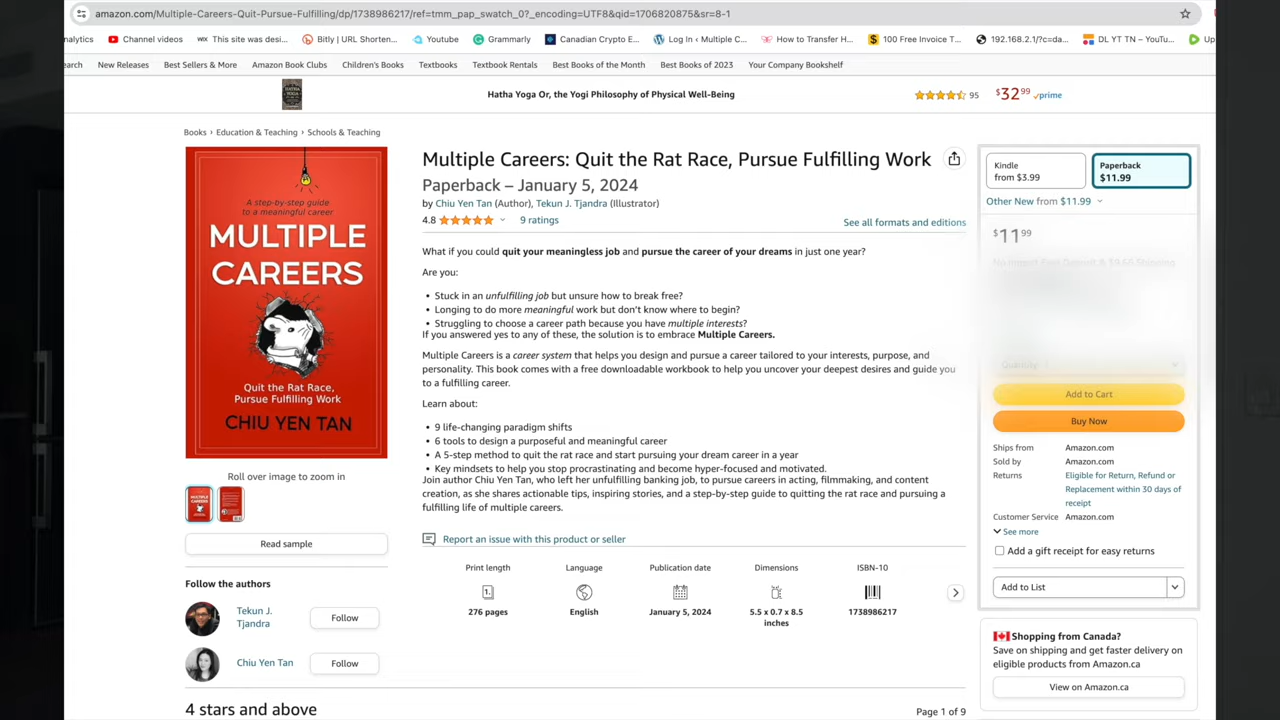 amazon.com/Multiple-Careers-Quit-Pursue-Fulfilling/dp/1738986217/ref=tmm_pap_swatch_0?_encoding=UTF8&qid=1706820875&sr=8-1
nalytics Channel videos WIX This site was desi... Bitly | URL Shorten... Youtube Grammarly Canadian Crypto E... Log In ‹ Multiple C... How to Transfer H... 100 Free Invoice T... 192.168.2.1/?c=da... DL YT TN – YouTu... Up
earch New Releases Best Sellers & More Amazon Book Clubs Children's Books Textbooks Textbook Rentals Best Books of the Month Best Books of 2023 Your Company Bookshelf
Hatha Yoga Or, the Yogi Philosophy of Physical Well-Being 95 $32.99 prime
Books › Education & Teaching › Schools & Teaching
A step-by-step guide
to a meaningful career
MULTIPLE
CAREERS
Quit the Rat Race,
Pursue Fulfilling Work
CHIU YEN TAN
Roll over image to zoom in
Read sample
Follow the authors
Tekun J.
Tjandra
Follow
Chiu Yen Tan
Follow
Multiple Careers: Quit the Rat Race, Pursue Fulfilling Work
Paperback – January 5, 2024
by Chiu Yen Tan (Author), Tekun J. Tjandra (Illustrator)
4.8 9 ratings
See all formats and editions
What if you could quit your meaningless job and pursue the career of your dreams in just one year?
Are you:
• Stuck in an unfulfilling job but unsure how to break free?
• Longing to do more meaningful work but don't know where to begin?
• Struggling to choose a career path because you have multiple interests?
If you answered yes to any of these, the solution is to embrace Multiple Careers.
Multiple Careers is a career system that helps you design and pursue a career tailored to your interests, purpose, and
personality. This book comes with a free downloadable workbook to help you uncover your deepest desires and guide you
to a fulfilling career.
Learn about:
• 9 life-changing paradigm shifts
• 6 tools to design a purposeful and meaningful career
• A 5-step method to quit the rat race and start pursuing your dream career in a year
• Key mindsets to help you stop procrastinating and become hyper-focused and motivated.
Join author Chiu Yen Tan, who left her unfulfilling banking job, to pursue careers in acting, filmmaking, and content
creation, as she shares actionable tips, inspiring stories, and a step-by-step guide to quitting the rat race and pursuing a
fulfilling life of multiple careers.
Report an issue with this product or seller
Print length Language Publication date Dimensions ISBN-10
276 pages English January 5, 2024 5.5 x 0.7 x 8.5 1738986217
inches
4 stars and above
Page 1 of 9
Kindle
from $3.99
Paperback
$11.99
Other New from $11.99
$11.99
Quantity
Add to Cart
Buy Now
Ships from Amazon.com
Sold by Amazon.com
Returns Eligible for Return, Refund or
Replacement within 30 days of
receipt
Customer Service Amazon.com
See more
Add a gift receipt for easy returns
Add to List
Shopping from Canada?
Save on shipping and get faster delivery on
eligible products from Amazon.ca
View on Amazon.ca